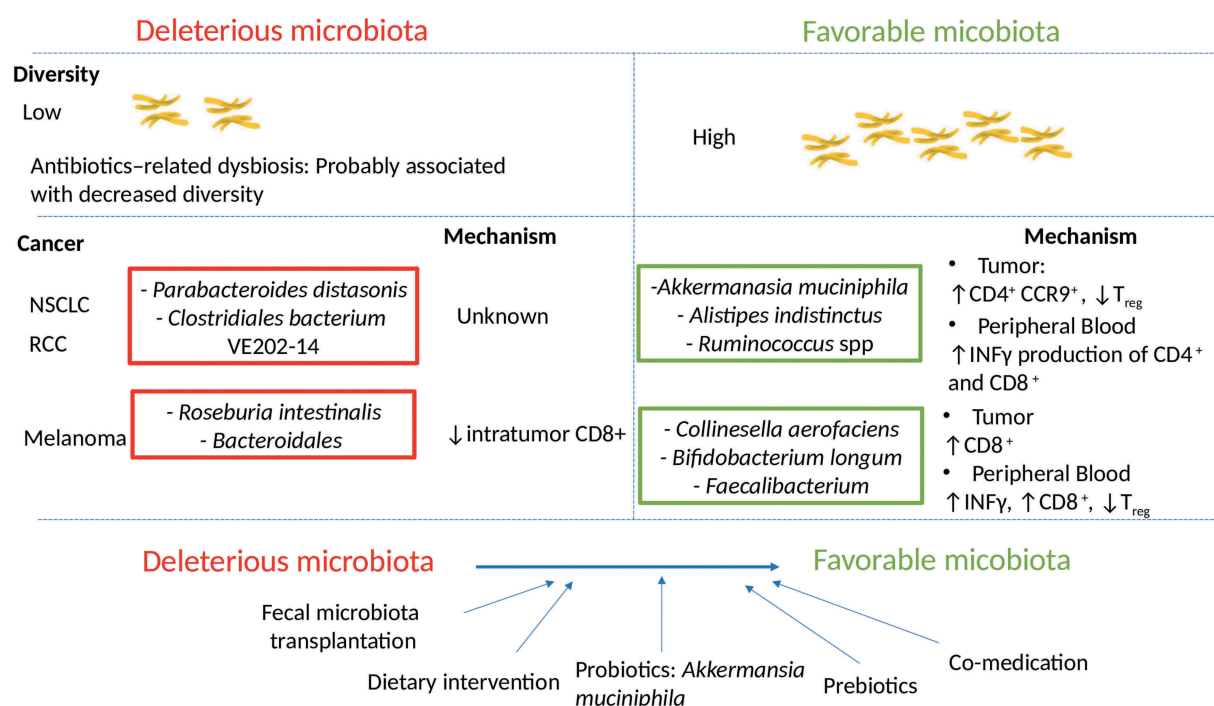 Deleterious microbiota
Favorable micobiota
Diversity
Low
Antibiotics–related dysbiosis: Probably associated
with decreased diversity
High
Cancer
Mechanism
NSCLC
RCC
- Parabacteroides distasonis
- Clostridiales bacterium
VE202-14
Unknown
Melanoma
- Roseburia intestinalis
- Bacteroidales
↓intratumor CD8+
Mechanism
-Akkermanasia muciniphila
- Alistipes indistinctus
- Ruminococcus spp
• Tumor:
↑CD4⁺ CCR9⁺, ↓Treg
• Peripheral Blood
↑INFγ production of CD4⁺
and CD8⁺
- Collinesella aerofaciens
- Bifidobacterium longum
- Faecalibacterium
• Tumor
↑CD8⁺
• Peripheral Blood
↑INFγ, ↑CD8⁺, ↓Treg
Deleterious microbiota
Favorable micobiota
Fecal microbiota
transplantation
Dietary intervention
Probiotics: Akkermansia
muciniphila
Prebiotics
Co-medication